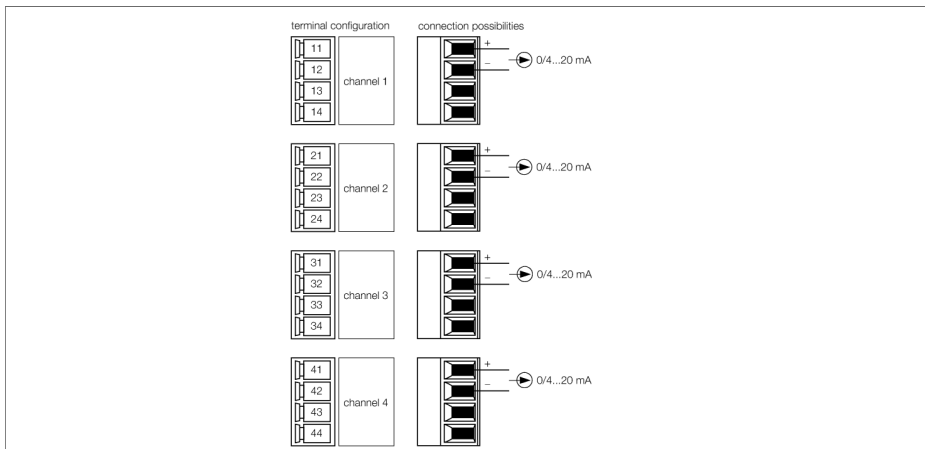 terminal configuration
connection possibilities
11
12
13
14
channel 1
+
–
0/4...20 mA
21
22
23
24
channel 2
+
–
0/4...20 mA
31
32
33
34
channel 3
+
–
0/4...20 mA
41
42
43
44
channel 4
+
–
0/4...20 mA